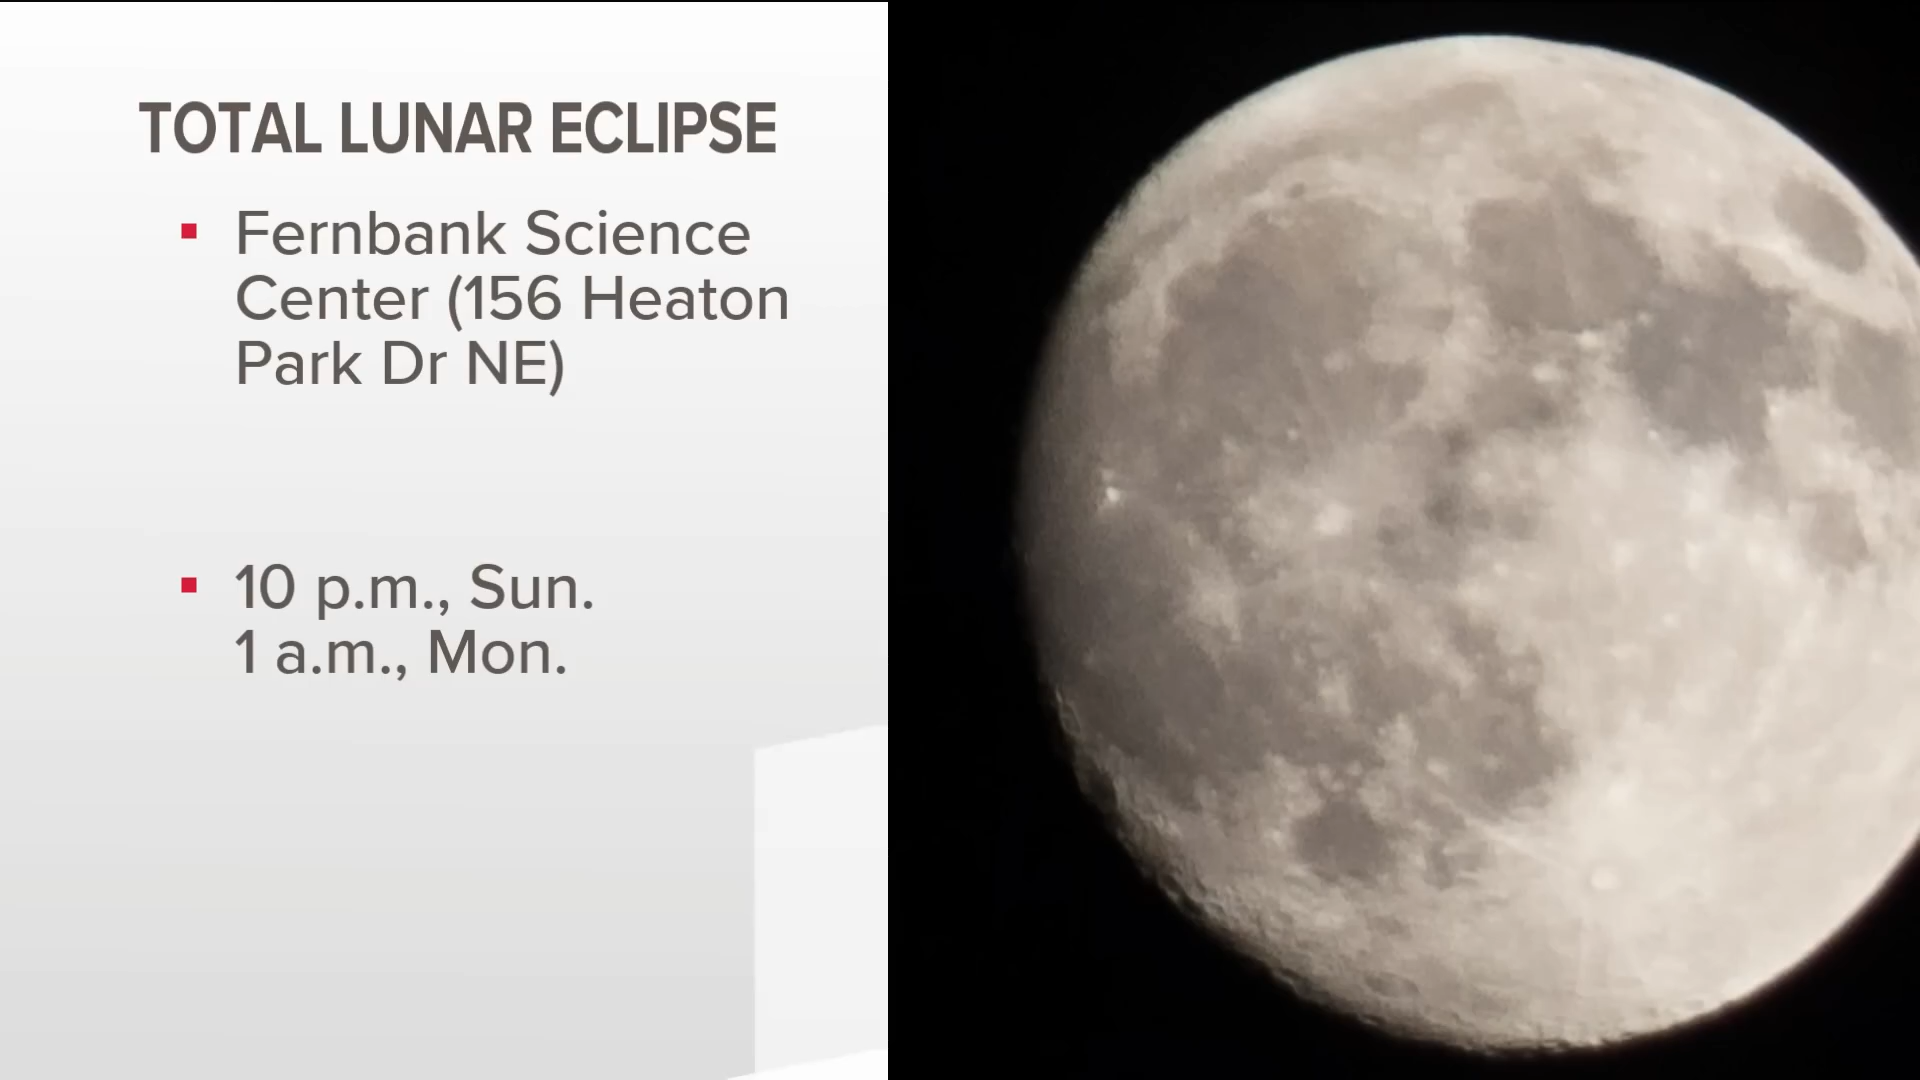 TOTAL LUNAR ECLIPSE
Fernbank Science
Center (156 Heaton
Park Dr NE)
10 p.m., Sun.
1 a.m., Mon.